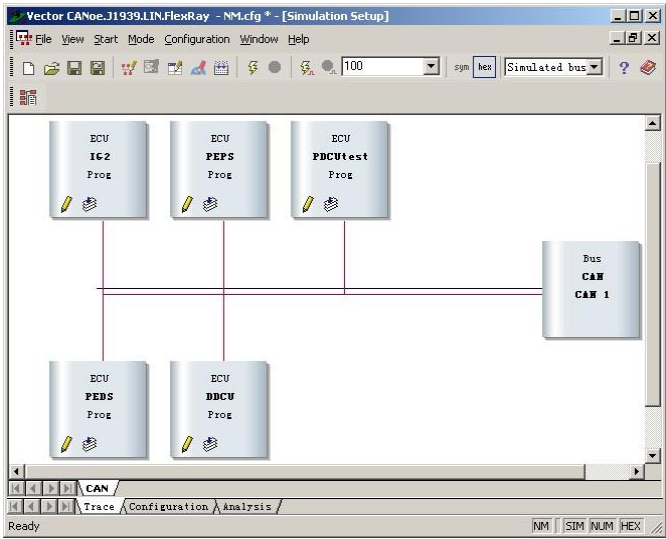 Vector CANoe.J1939.LIN.FlexRay - NM.cfg * - [Simulation Setup]
File View Start Mode Configuration Window Help
100 sym hex Simulated bus ?
ECU ECU ECU
IG2 PEPS PDCUtest
Prog Prog Prog
Bus
CAN
CAN 1
ECU ECU
PEDS DDCU
Prog Prog
CAN
Trace Configuration Analysis
Ready NM SIM NUM HEX